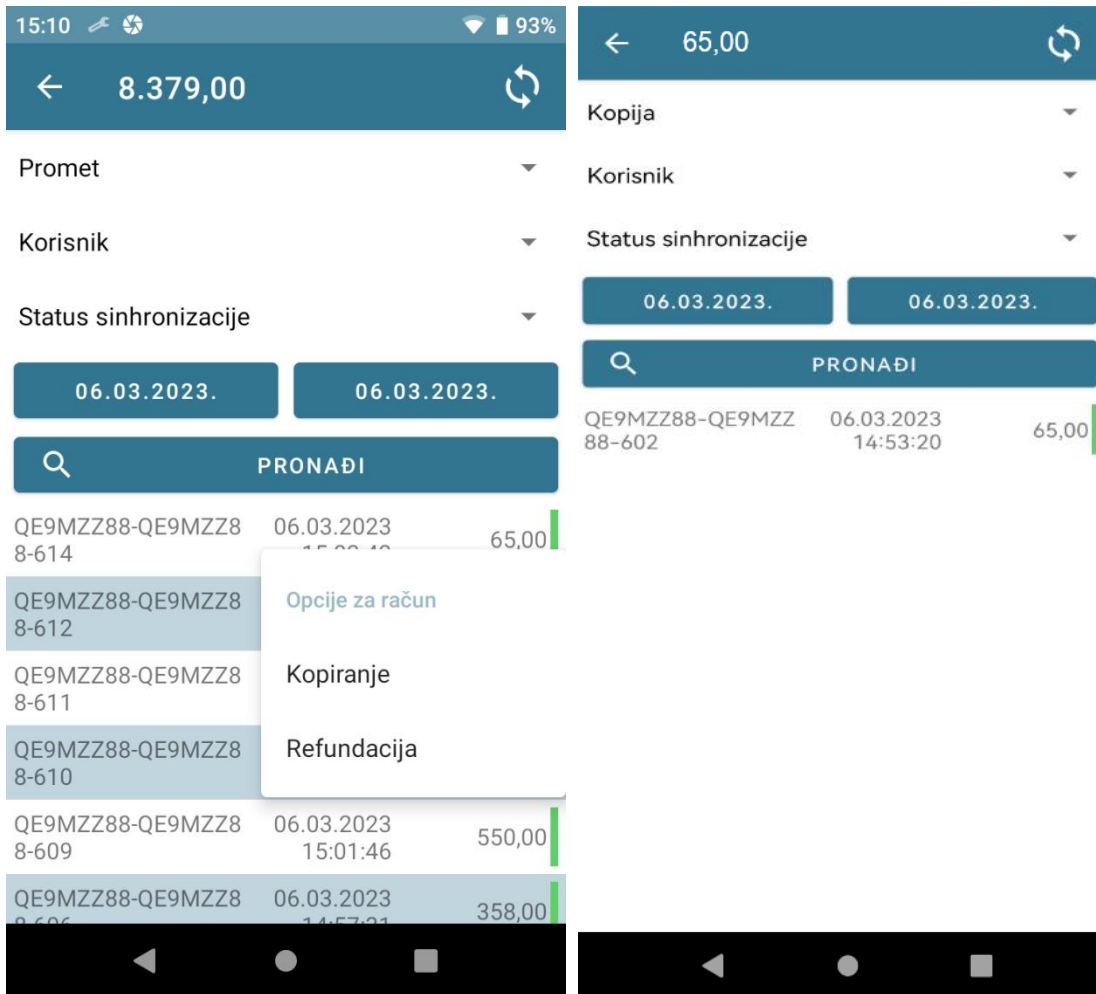 15:10
93%
8.379,00
Promet
Korisnik
Status sinhronizacije
06.03.2023.
06.03.2023.
PRONAĐI
QE9MZZ88-QE9MZZ8 06.03.2023
8-614
65,00
QE9MZZ88-QE9MZZ8
8-612
QE9MZZ88-QE9MZZ8
8-611
QE9MZZ88-QE9MZZ8
8-610
Opcije za račun
Kopiranje
Refundacija
QE9MZZ88-QE9MZZ8 06.03.2023
8-609 15:01:46
550,00
QE9MZZ88-QE9MZZ8 06.03.2023
358,00
65,00
Kopija
Korisnik
Status sinhronizacije
06.03.2023.
06.03.2023.
PRONAĐI
QE9MZZ88-QE9MZZ 06.03.2023
88-602 14:53:20
65,00